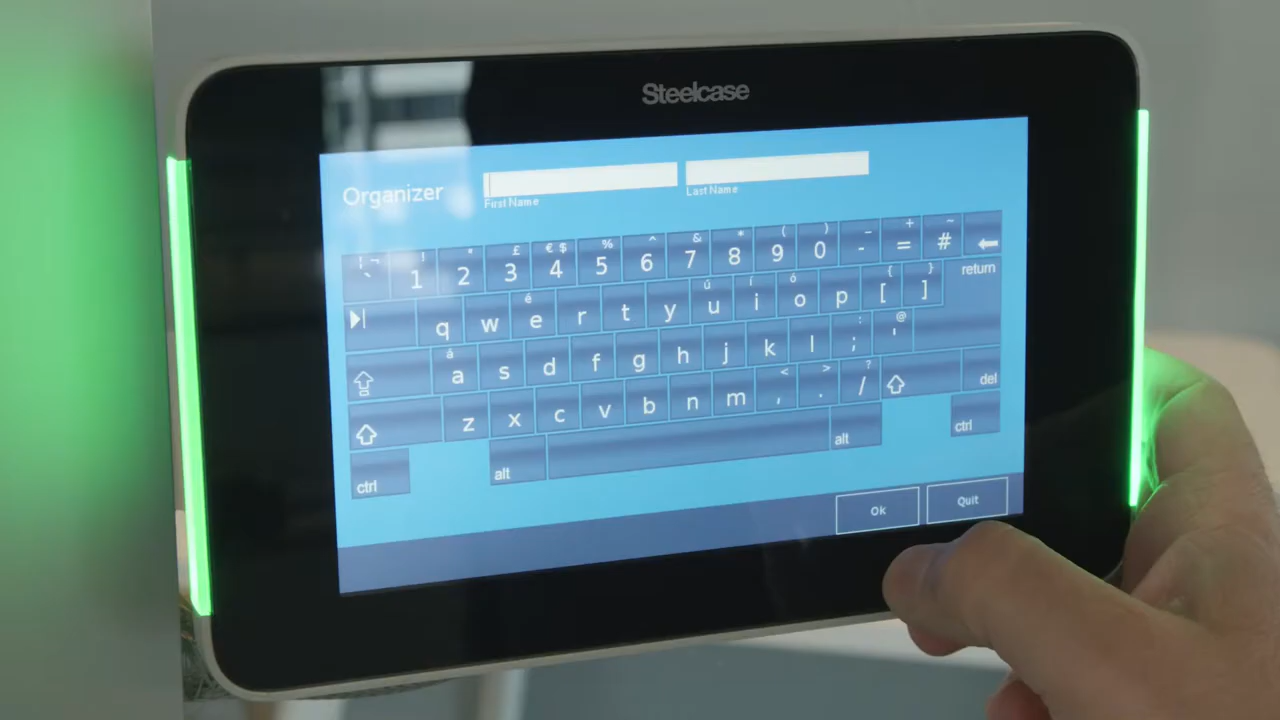 Steelcase
Organizer
First Name
Last Name
! ¬ ! " £ € $ % ^ & * ( ) _ + ~
` 1 2 3 4 5 6 7 8 9 0 - = #
é ú í ó { }
q w e r t y u i o p [ ] return
á : @
a s d f g h j k l ; '
< > ?
z x c v b n m , . / del
ctrl alt alt ctrl
Ok Quit